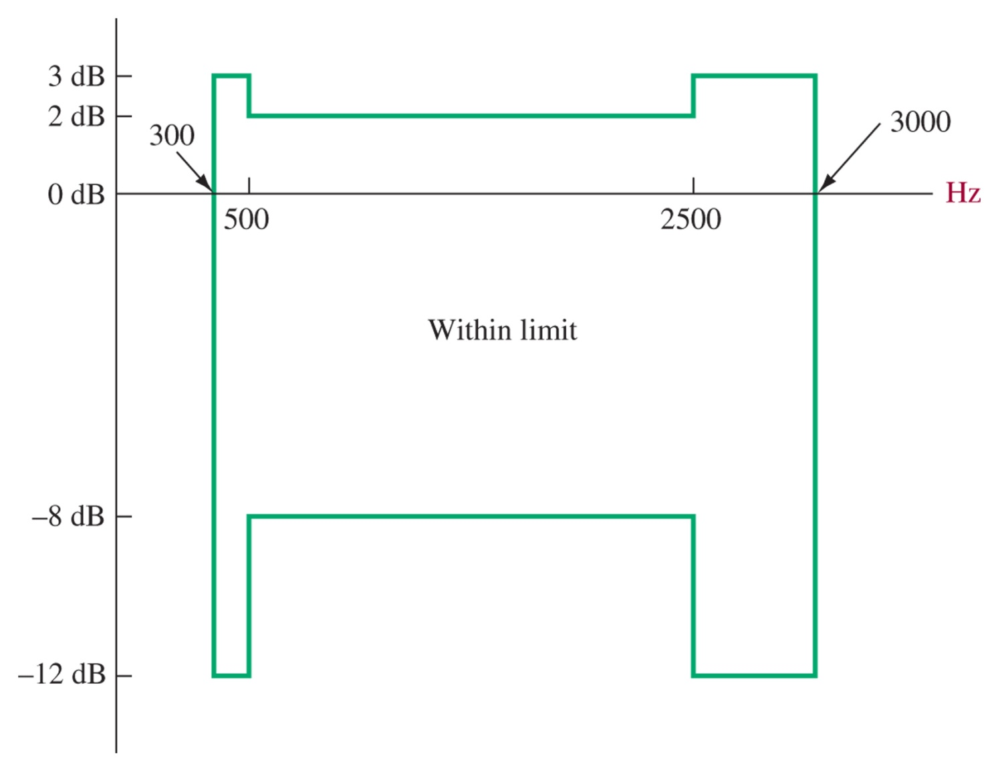 3 dB
2 dB
300
3000
0 dB
Hz
500
2500
Within limit
–8 dB
–12 dB